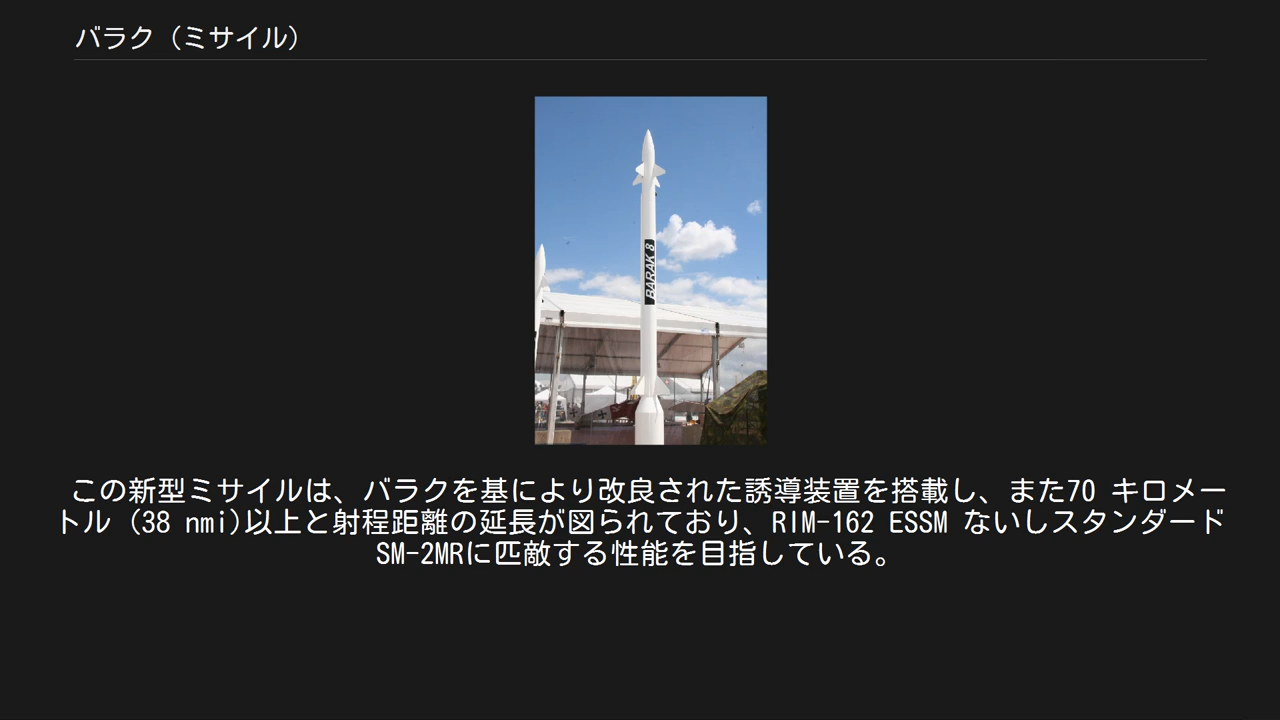 バラク（ミサイル）
BARAK 8
この新型ミサイルは、バラクを基により改良された誘導装置を搭載し、また70 キロメー
トル (38 nmi)以上と射程距離の延長が図られており、RIM-162 ESSM ないしスタンダード
SM-2MRに匹敵する性能を目指している。